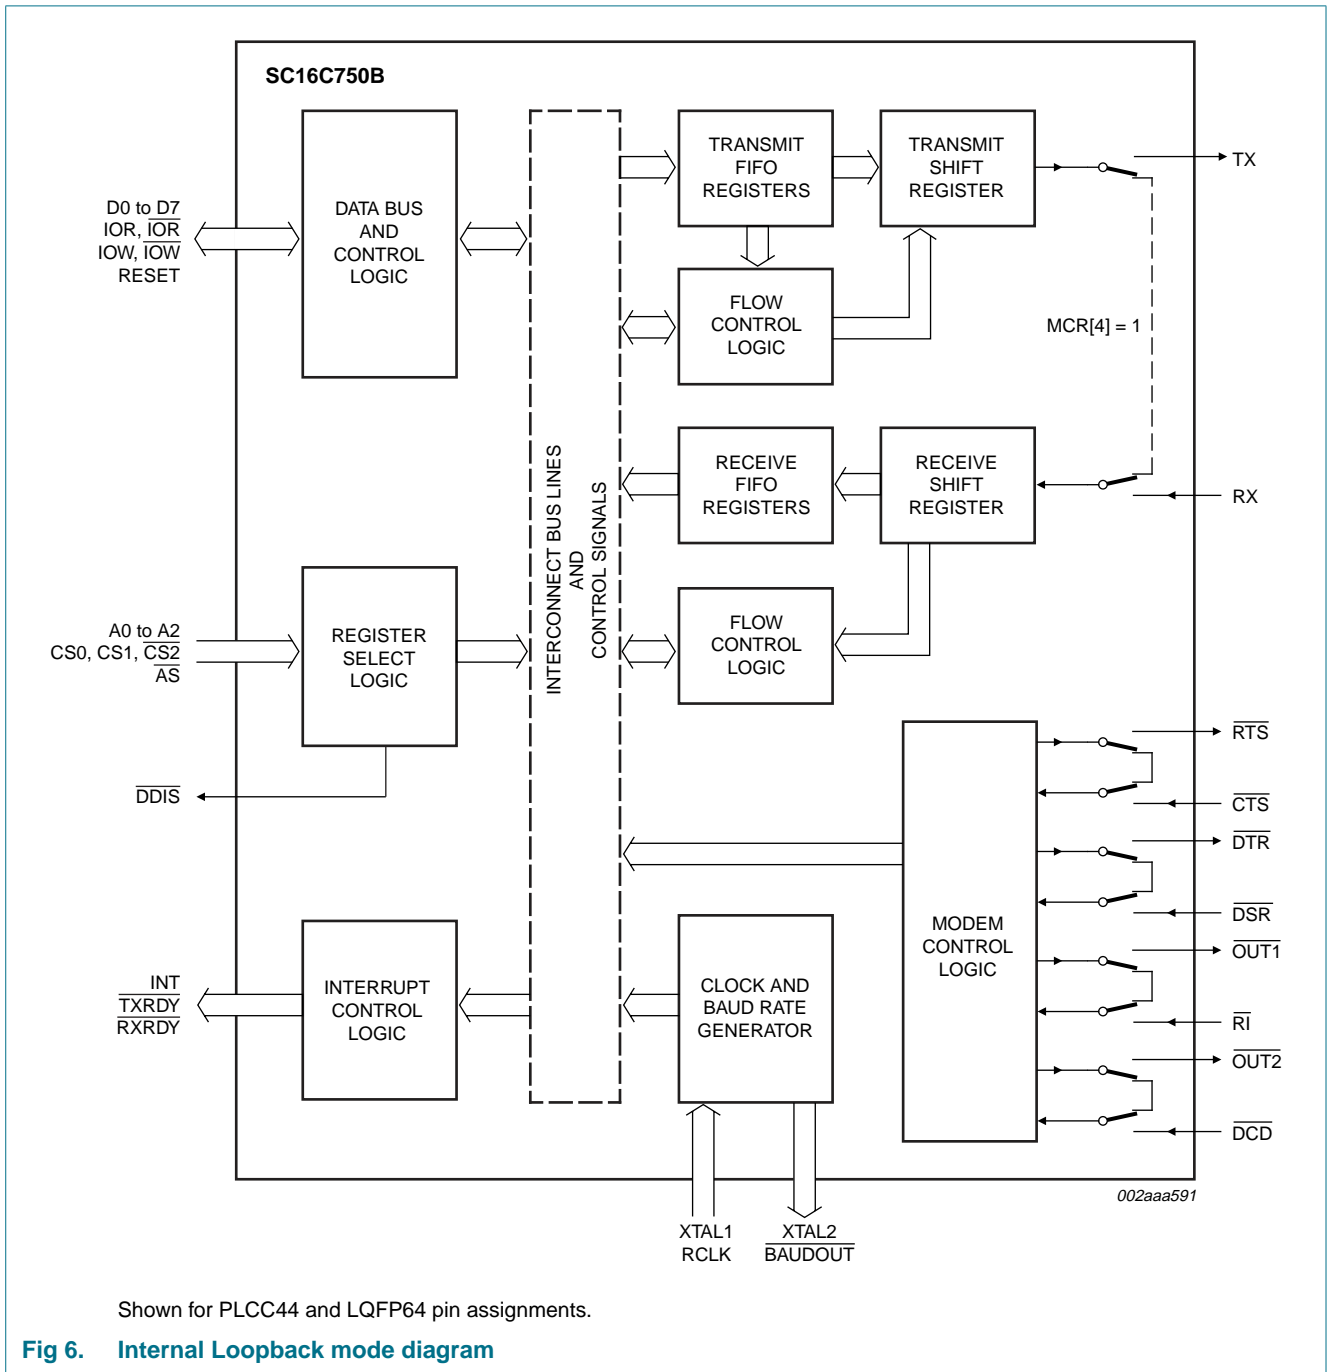 SC16C750B
D0 to D7
IOR, IOR
IOW, IOW
RESET
DATA BUS
AND
CONTROL
LOGIC
TRANSMIT
FIFO
REGISTERS
TRANSMIT
SHIFT
REGISTER
TX
FLOW
CONTROL
LOGIC
MCR[4] = 1
INTERCONNECT BUS LINES
AND
CONTROL SIGNALS
RECEIVE
FIFO
REGISTERS
RECEIVE
SHIFT
REGISTER
RX
A0 to A2
CS0, CS1, CS2
AS
REGISTER
SELECT
LOGIC
FLOW
CONTROL
LOGIC
DDIS
RTS
CTS
DTR
DSR
OUT1
RI
OUT2
DCD
MODEM
CONTROL
LOGIC
INT
TXRDY
RXRDY
INTERRUPT
CONTROL
LOGIC
CLOCK AND
BAUD RATE
GENERATOR
XTAL1
RCLK
XTAL2
BAUDOUT
002aaa591
Shown for PLCC44 and LQFP64 pin assignments.
Fig 6. Internal Loopback mode diagram